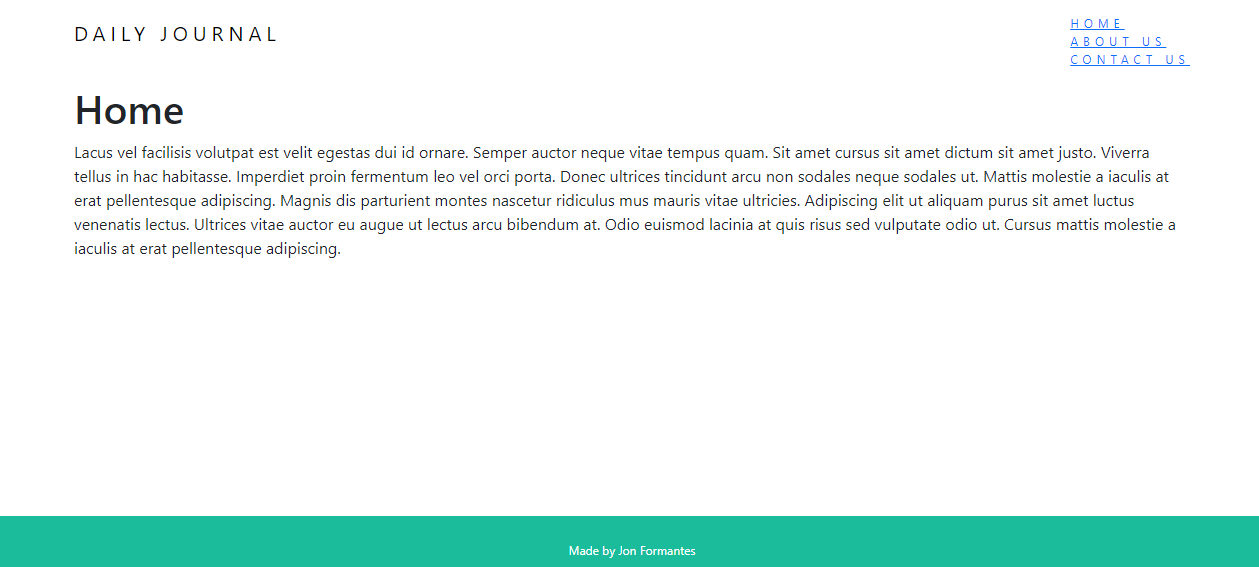 DAILY JOURNAL
HOME
ABOUT US
CONTACT US
Home
Lacus vel facilisis volutpat est velit egestas dui id ornare. Semper auctor neque vitae tempus quam. Sit amet cursus sit amet dictum sit amet justo. Viverra
tellus in hac habitasse. Imperdiet proin fermentum leo vel orci porta. Donec ultrices tincidunt arcu non sodales neque sodales ut. Mattis molestie a iaculis at
erat pellentesque adipiscing. Magnis dis parturient montes nascetur ridiculus mus mauris vitae ultricies. Adipiscing elit ut aliquam purus sit amet luctus
venenatis lectus. Ultrices vitae auctor eu augue ut lectus arcu bibendum at. Odio euismod lacinia at quis risus sed vulputate odio ut. Cursus mattis molestie a
iaculis at erat pellentesque adipiscing.
Made by Jon Formantes